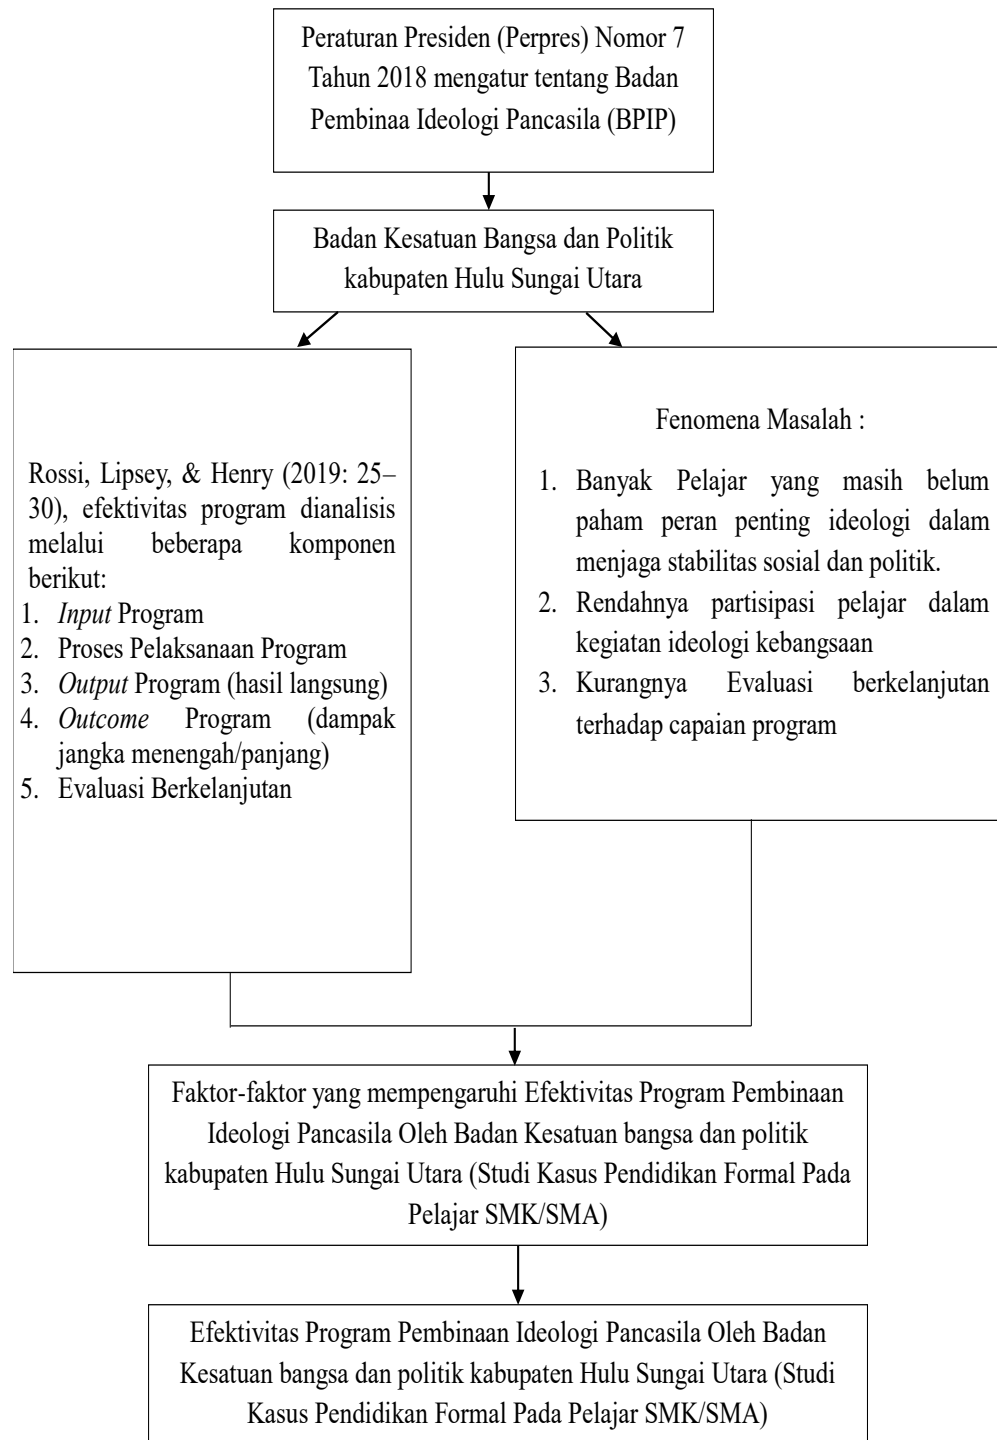 Peraturan Presiden (Perpres) Nomor 7
Tahun 2018 mengatur tentang Badan
Pembinaa Ideologi Pancasila (BPIP)
Badan Kesatuan Bangsa dan Politik
kabupaten Hulu Sungai Utara
Rossi, Lipsey, & Henry (2019: 25–
30), efektivitas program dianalisis
melalui beberapa komponen
berikut:
1. Input Program
2. Proses Pelaksanaan Program
3. Output Program (hasil langsung)
4. Outcome Program (dampak
jangka menengah/panjang)
5. Evaluasi Berkelanjutan
Fenomena Masalah :
1. Banyak Pelajar yang masih belum
paham peran penting ideologi dalam
menjaga stabilitas sosial dan politik.
2. Rendahnya partisipasi pelajar dalam
kegiatan ideologi kebangsaan
3. Kurangnya Evaluasi berkelanjutan
terhadap capaian program
Faktor-faktor yang mempengaruhi Efektivitas Program Pembinaan
Ideologi Pancasila Oleh Badan Kesatuan bangsa dan politik
kabupaten Hulu Sungai Utara (Studi Kasus Pendidikan Formal Pada
Pelajar SMK/SMA)
Efektivitas Program Pembinaan Ideologi Pancasila Oleh Badan
Kesatuan bangsa dan politik kabupaten Hulu Sungai Utara (Studi
Kasus Pendidikan Formal Pada Pelajar SMK/SMA)